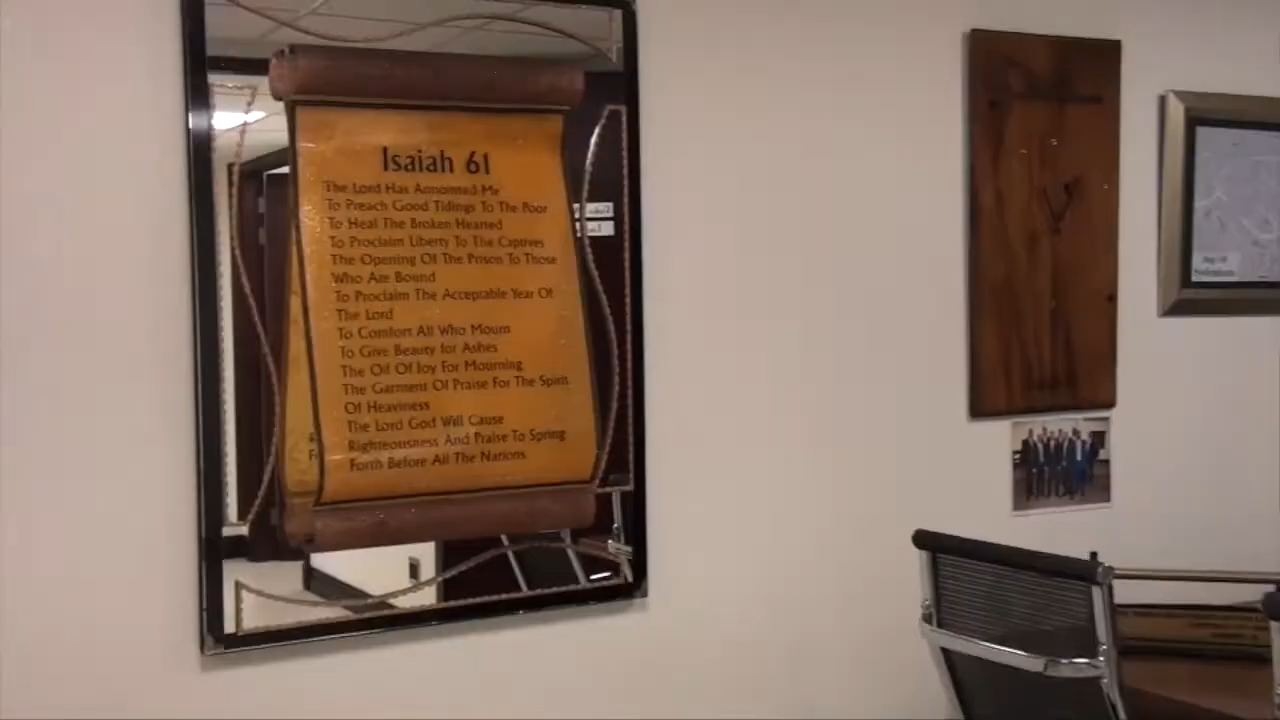 Isaiah 61
The Lord Has Annointed Me
To Preach Good Tidings To The Poor
To Heal The Broken Hearted
To Proclaim Liberty To The Captives
The Opening Of The Prison To Those
Who Are Bound
To Proclaim The Acceptable Year Of
The Lord
To Comfort All Who Mourn
To Give Beauty for Ashes
The Oil Of Joy For Mourning
The Garment Of Praise For The Spirit
Of Heaviness
The Lord God Will Cause
Righteousness And Praise To Spring
Forth Before All The Nations